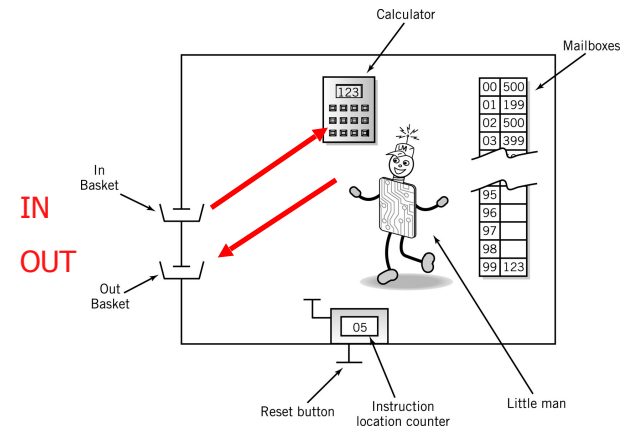 Calculator
Mailboxes
123
00 500
01 199
02 500
03 399
LM
In
Basket
IN
OUT
95
96
97
98
99 123
Out
Basket
05
Reset button
Instruction
location counter
Little man